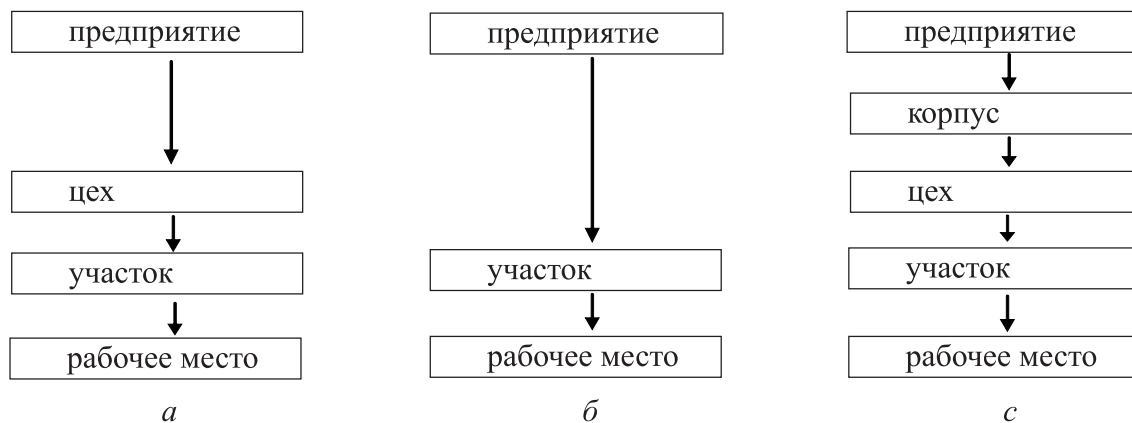 предприятие
цех
участок
рабочее место
а
предприятие
участок
рабочее место
б
предприятие
корпус
цех
участок
рабочее место
с